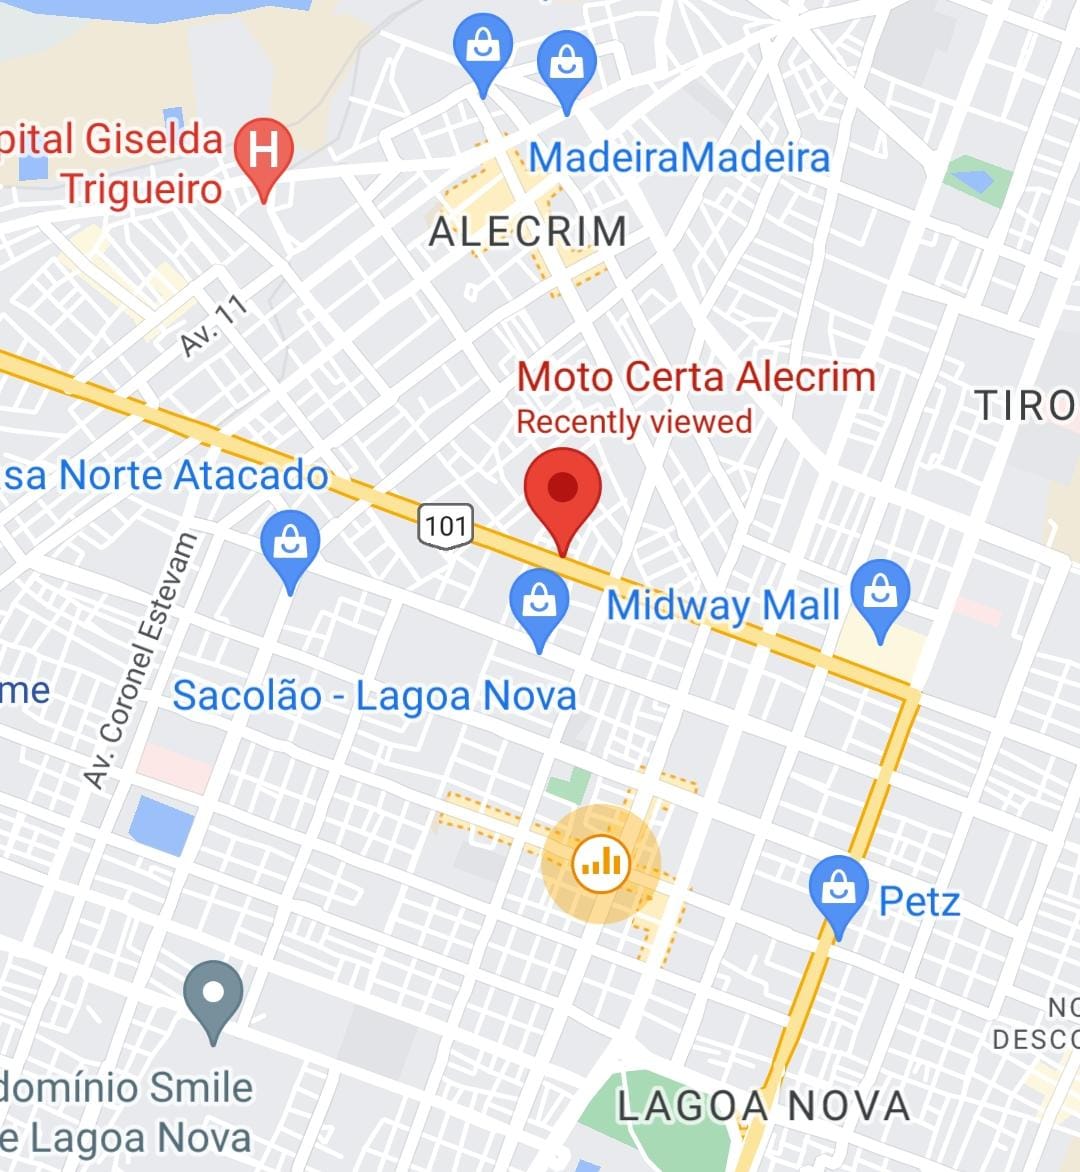 pital Giselda
Trigueiro
H
MadeiraMadeira
ALECRIM
Av. 11
Moto Certa Alecrim
Recently viewed
TIRO
sa Norte Atacado
101
Midway Mall
Av. Coronel Estevam
me
Sacolão - Lagoa Nova
Petz
NO
DESCO
domínio Smile
e Lagoa Nova
LAGOA NOVA